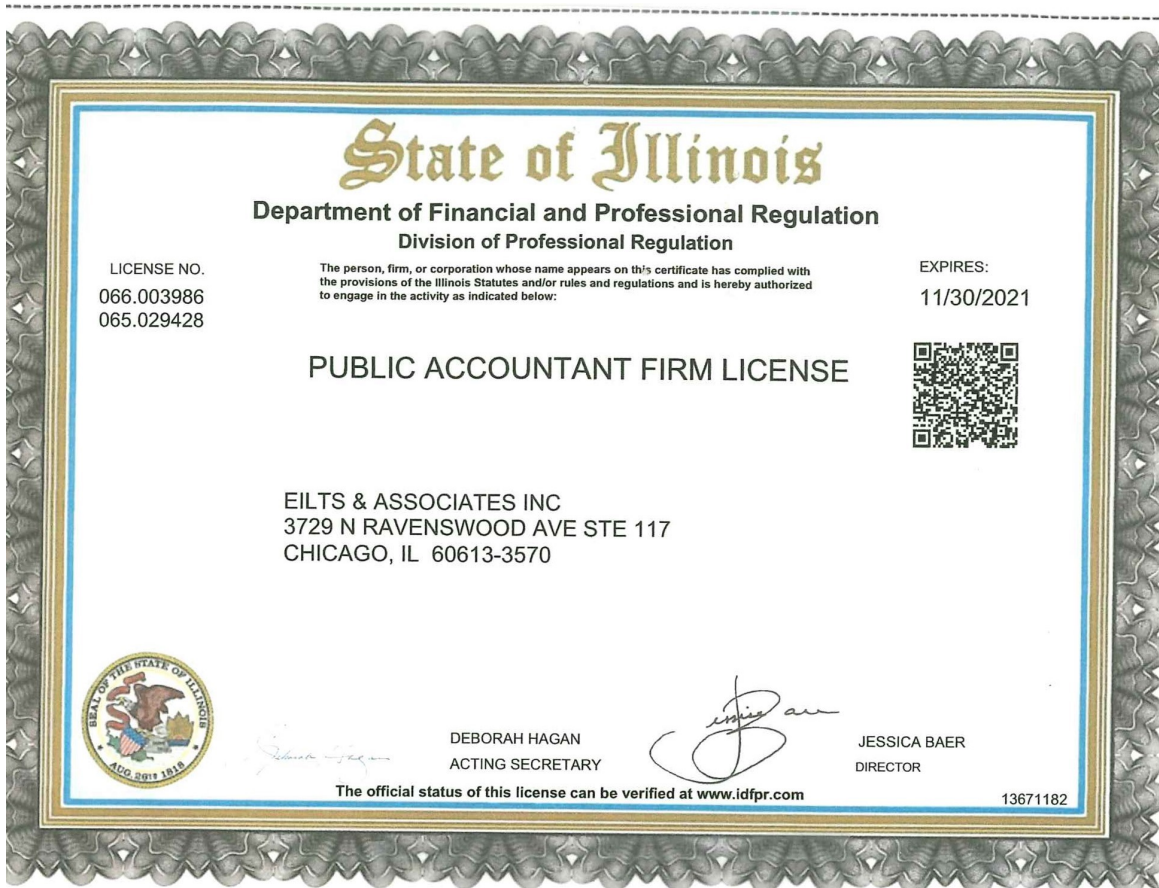 State of Illinois
Department of Financial and Professional Regulation
Division of Professional Regulation
LICENSE NO.
066.003986
065.029428
The person, firm, or corporation whose name appears on this certificate has complied with
the provisions of the Illinois Statutes and/or rules and regulations and is hereby authorized
to engage in the activity as indicated below:
EXPIRES:
11/30/2021
PUBLIC ACCOUNTANT FIRM LICENSE
EILTS & ASSOCIATES INC
3729 N RAVENSWOOD AVE STE 117
CHICAGO, IL 60613-3570
SEAL OF THE STATE OF ILLINOIS
AUG. 26TH 1818
DEBORAH HAGAN
ACTING SECRETARY
JESSICA BAER
DIRECTOR
The official status of this license can be verified at www.idfpr.com
13671182